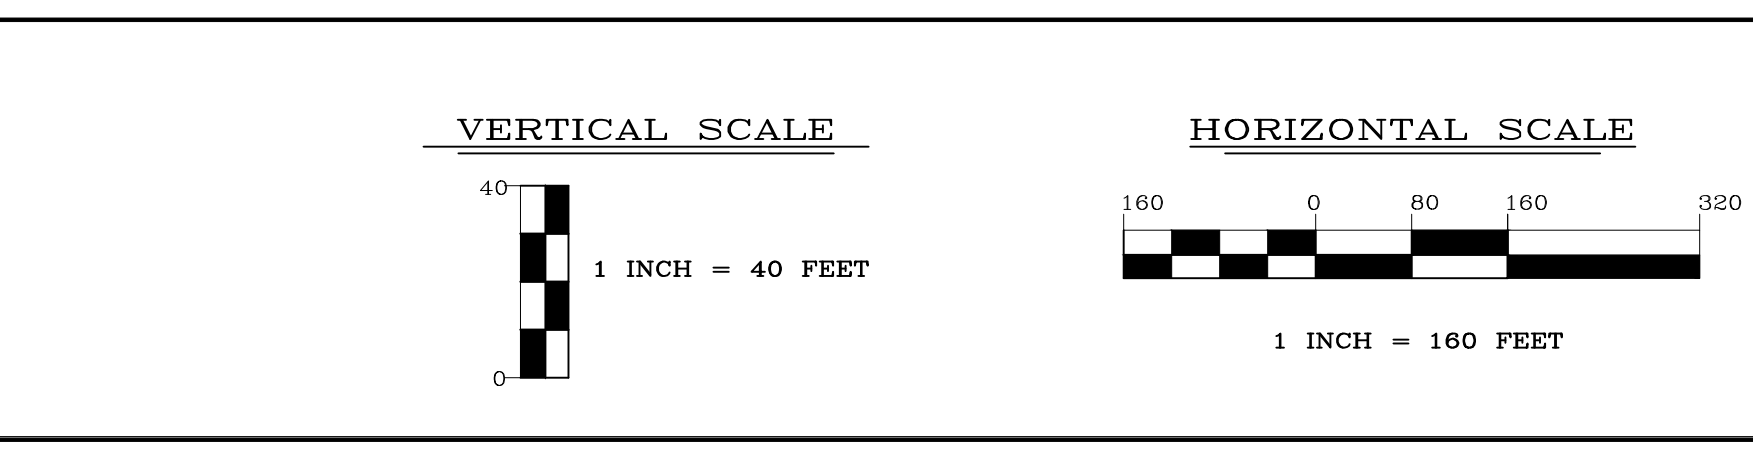 VERTICAL SCALE
40
1 INCH = 40 FEET
0
HORIZONTAL SCALE
160 0 80 160 320
1 INCH = 160 FEET